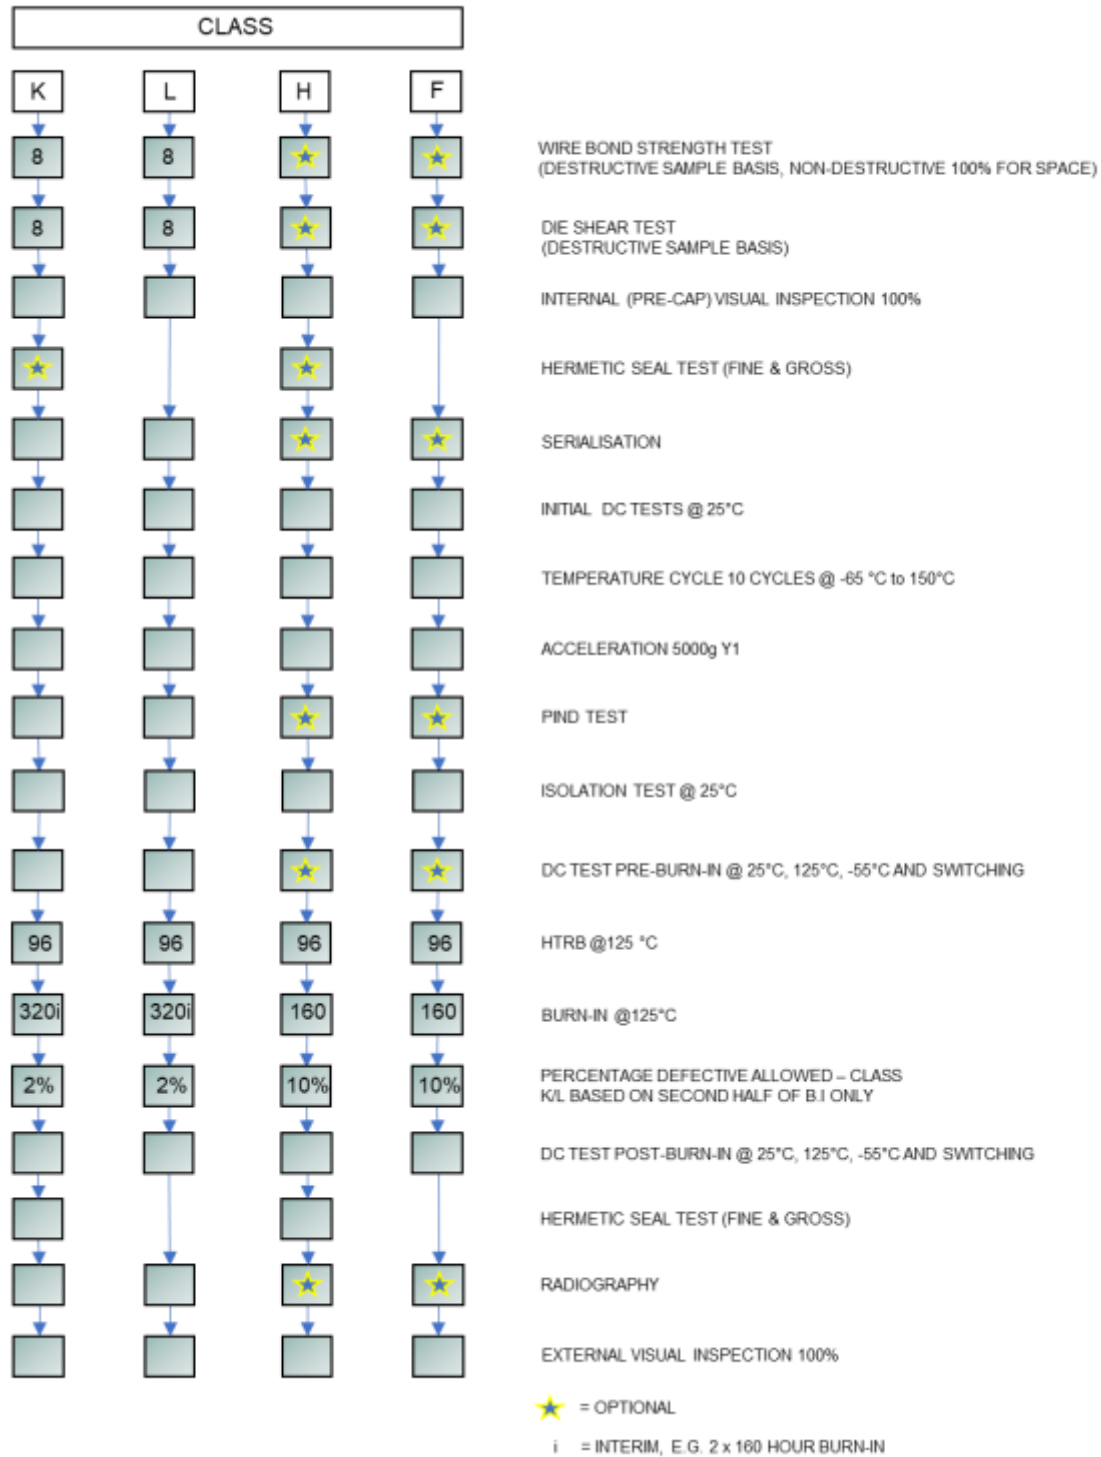 CLASS
K L H F
8 8 WIRE BOND STRENGTH TEST
(DESTRUCTIVE SAMPLE BASIS, NON-DESTRUCTIVE 100% FOR SPACE)
8 8 DIE SHEAR TEST
(DESTRUCTIVE SAMPLE BASIS)
INTERNAL (PRE-CAP) VISUAL INSPECTION 100%
HERMETIC SEAL TEST (FINE & GROSS)
SERIALISATION
INITIAL DC TESTS @ 25°C
TEMPERATURE CYCLE 10 CYCLES @ -65 °C to 150°C
ACCELERATION 5000g Y1
PIND TEST
ISOLATION TEST @ 25°C
DC TEST PRE-BURN-IN @ 25°C, 125°C, -55°C AND SWITCHING
96 96 96 96 HTRB @125 °C
320i 320i 160 160 BURN-IN @125°C
2% 2% 10% 10% PERCENTAGE DEFECTIVE ALLOWED – CLASS
K/L BASED ON SECOND HALF OF B.I ONLY
DC TEST POST-BURN-IN @ 25°C, 125°C, -55°C AND SWITCHING
HERMETIC SEAL TEST (FINE & GROSS)
RADIOGRAPHY
EXTERNAL VISUAL INSPECTION 100%
= OPTIONAL
i = INTERIM, E.G. 2 x 160 HOUR BURN-IN